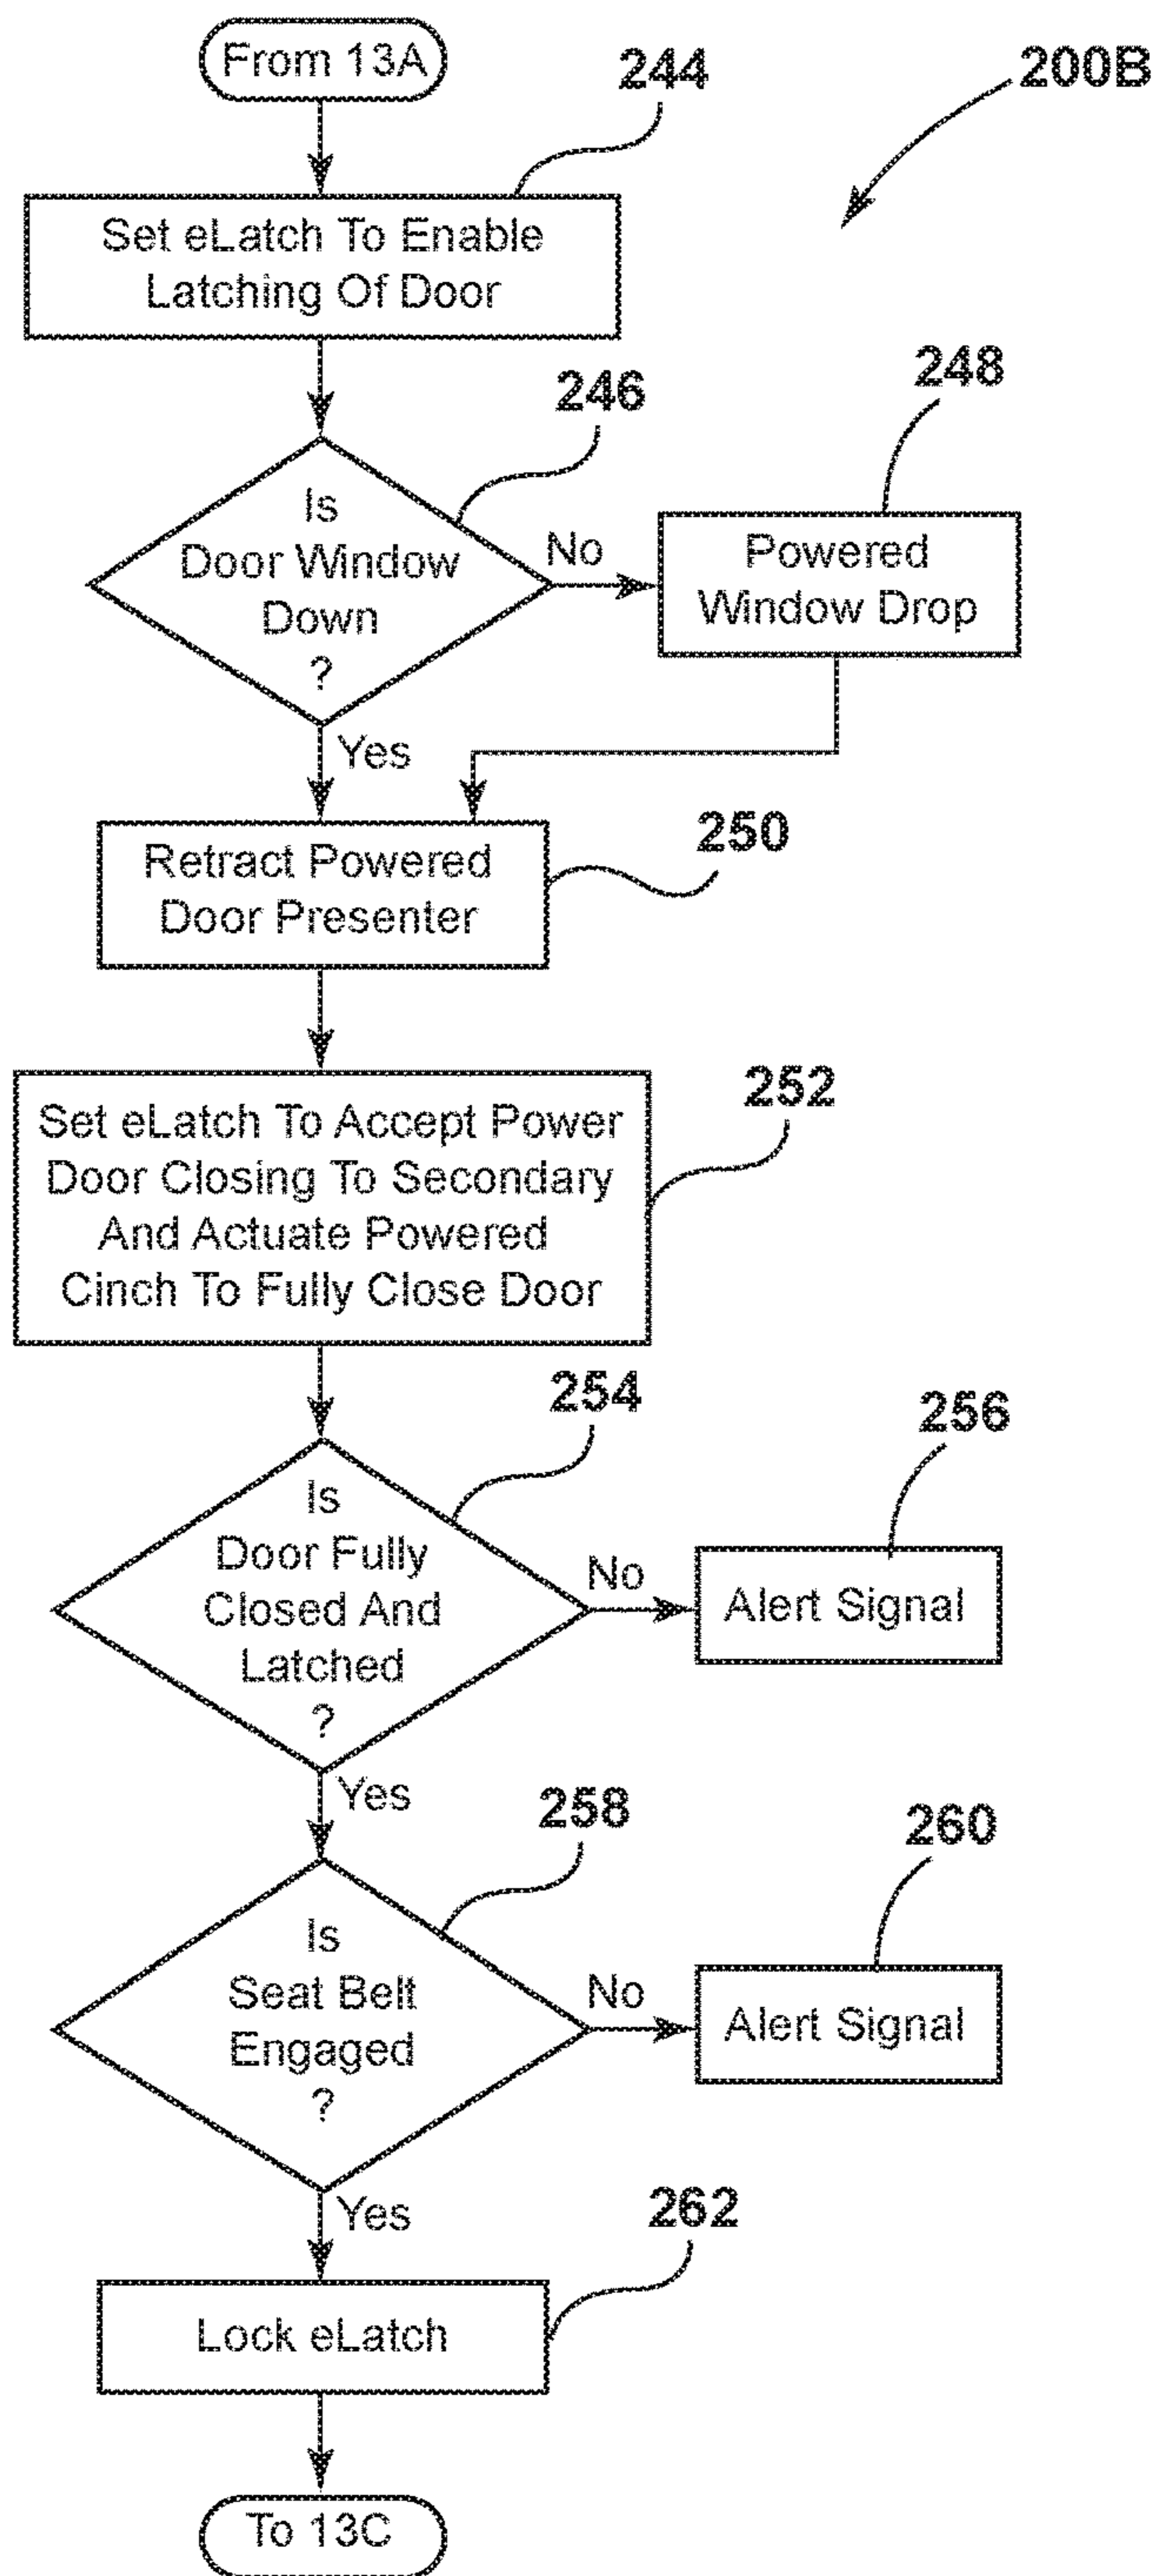 From 13A
244
200B
Set eLatch To Enable
Latching Of Door
246
248
Is
Door Window
Down
?
No
Powered
Window Drop
Yes
250
Retract Powered
Door Presenter
252
Set eLatch To Accept Power
Door Closing To Secondary
And Actuate Powered
Cinch To Fully Close Door
254
256
Is
Door Fully
Closed And
Latched
?
No
Alert Signal
Yes
258
260
Is
Seat Belt
Engaged
?
No
Alert Signal
Yes
262
Lock eLatch
To 13C